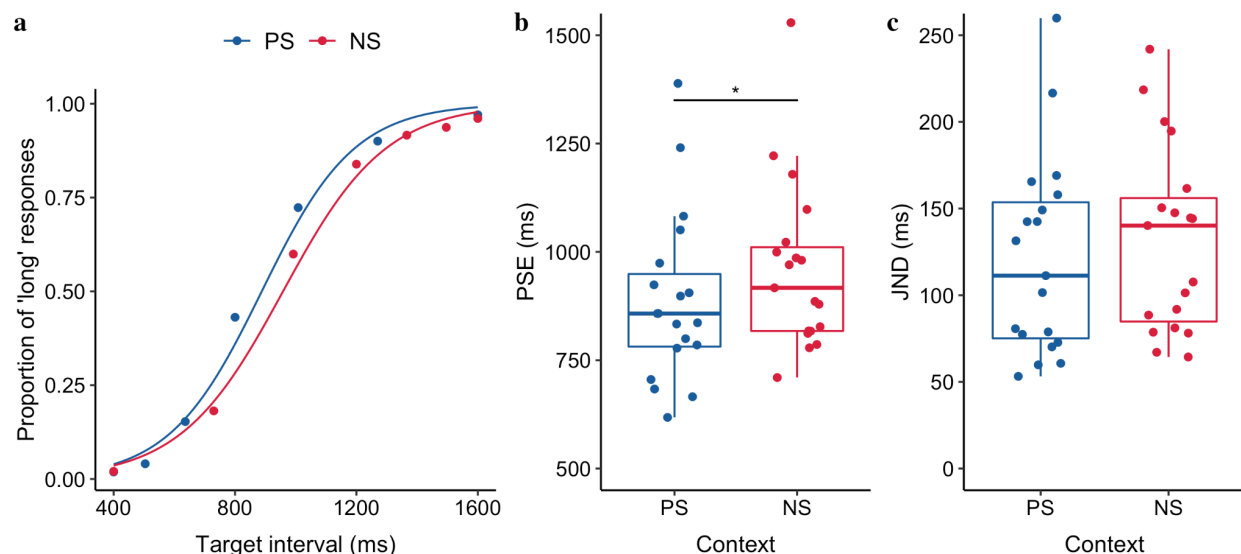 a
PS NS
Proportion of 'long' responses
1.00
0.75
0.50
0.25
0.00
400 800 1200 1600
Target interval (ms)
b
PSE (ms)
1500
1250
1000
750
500
*
PS NS
Context
c
JND (ms)
250
200
150
100
50
0
PS NS
Context